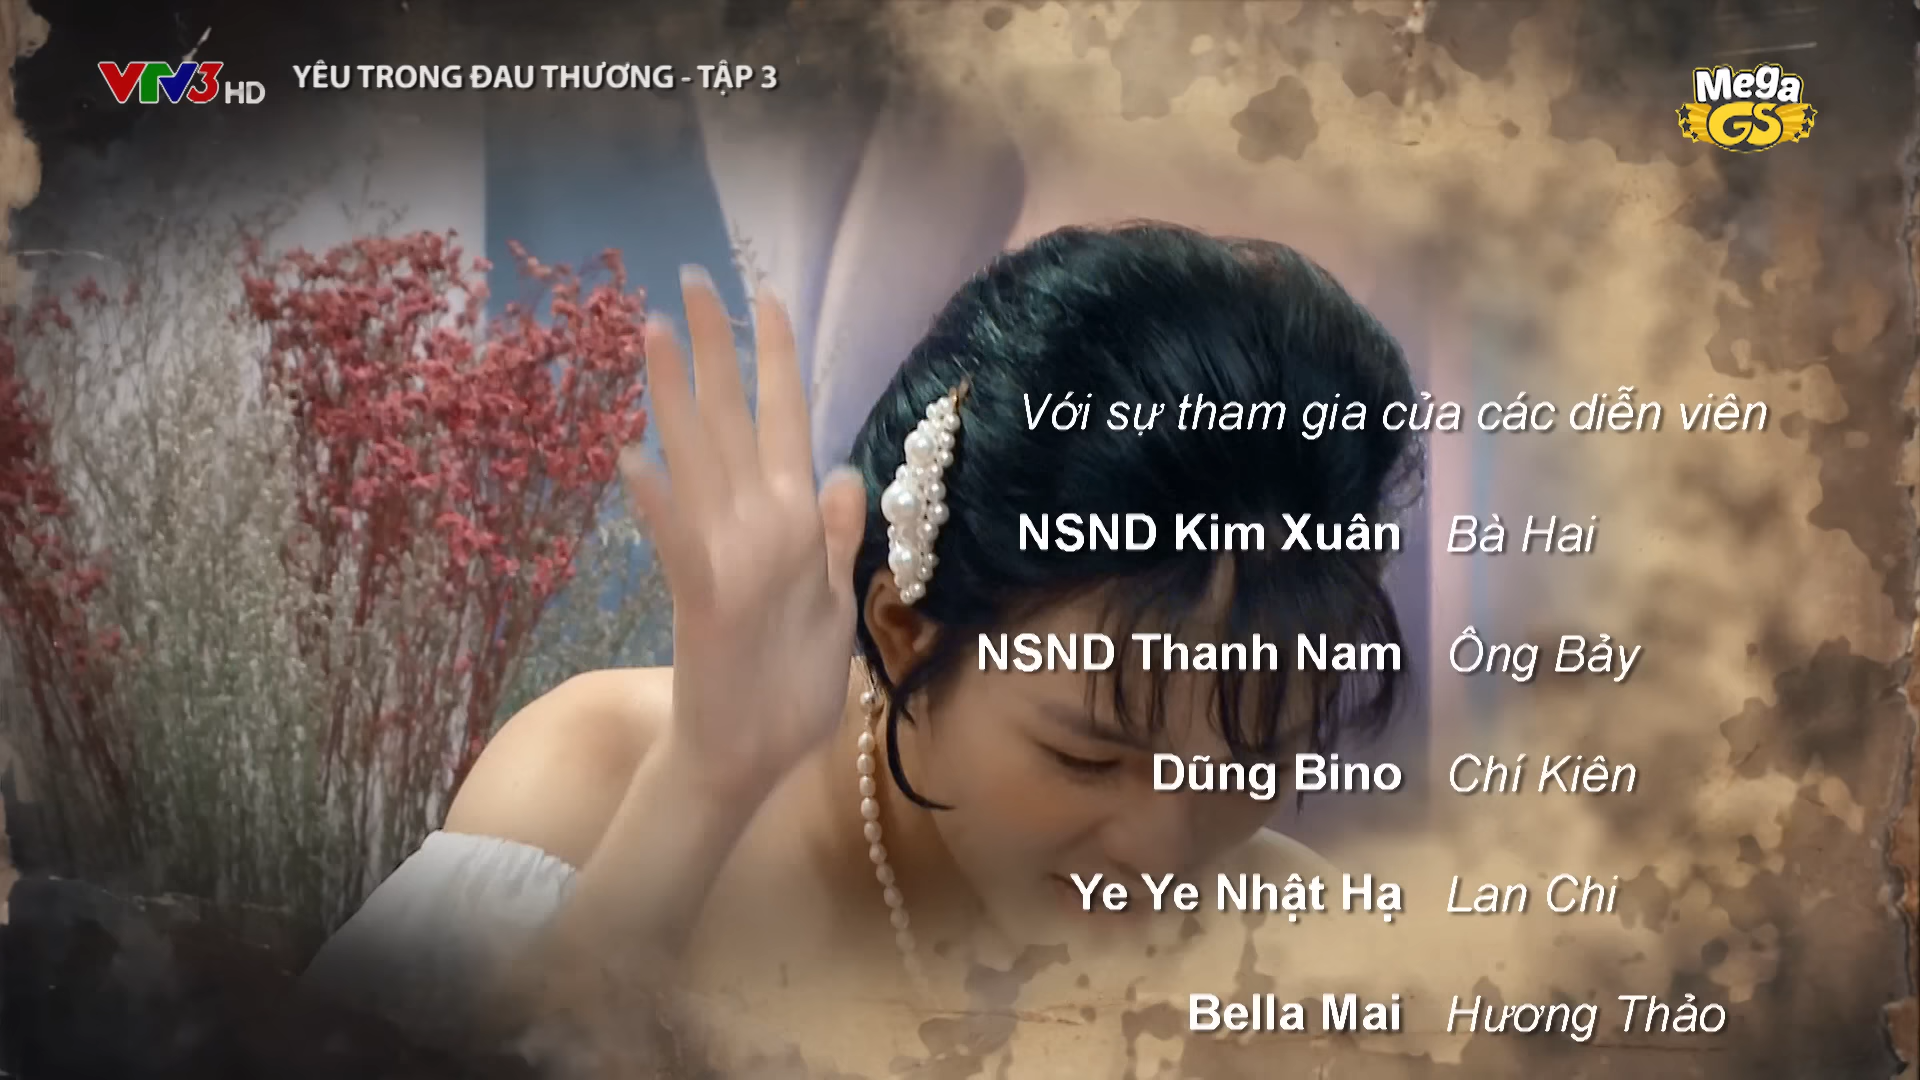 VTV3 HD
YÊU TRONG ĐAU THƯƠNG - TẬP 3
Mega
GS
Với sự tham gia của các diễn viên
NSND Kim Xuân Bà Hai
NSND Thanh Nam Ông Bảy
Dũng Bino Chí Kiên
Ye Ye Nhật Hạ Lan Chi
Bella Mai Hương Thảo